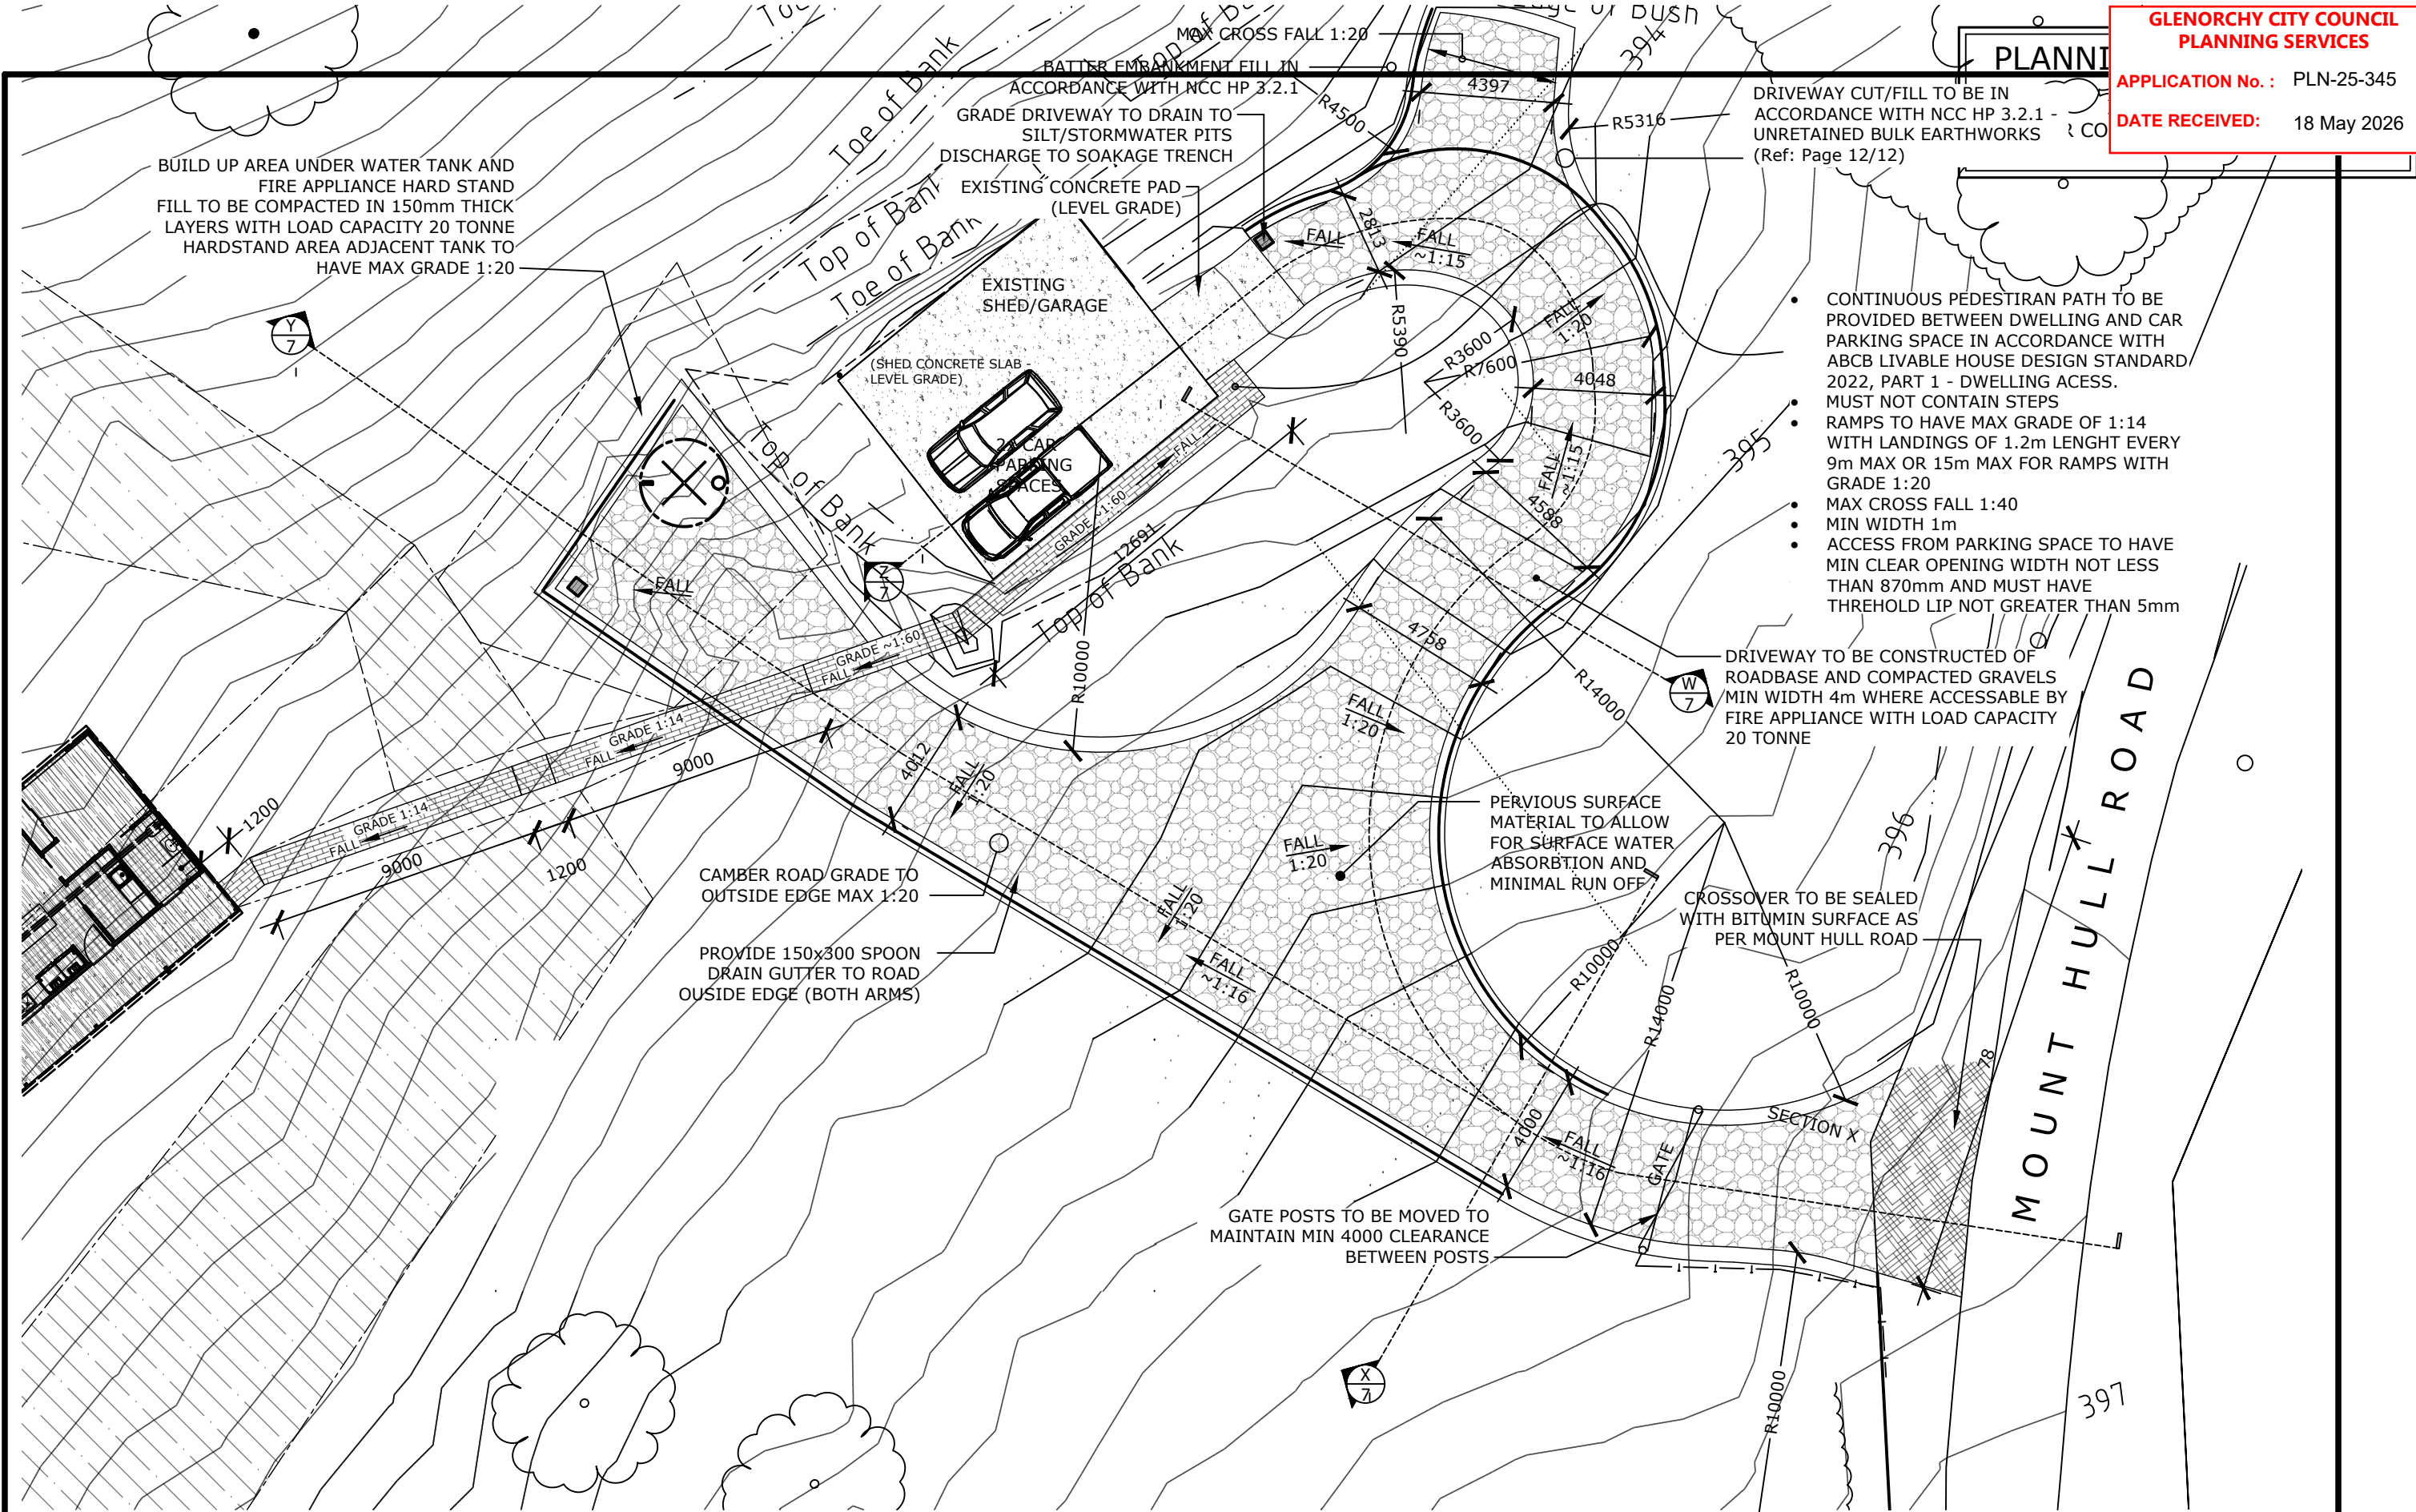 GLENORCHY CITY COUNCIL
PLANNING SERVICES
APPLICATION No. : PLN-25-345
DATE RECEIVED: 18 May 2026
PLANNI
R CO
MAX CROSS FALL 1:20
BATTER EMBANKMENT FILL IN
ACCORDANCE WITH NCC HP 3.2.1
GRADE DRIVEWAY TO DRAIN TO
SILT/STORMWATER PITS
DISCHARGE TO SOAKAGE TRENCH
EXISTING CONCRETE PAD
(LEVEL GRADE)
BUILD UP AREA UNDER WATER TANK AND
FIRE APPLIANCE HARD STAND
FILL TO BE COMPACTED IN 150mm THICK
LAYERS WITH LOAD CAPACITY 20 TONNE
HARDSTAND AREA ADJACENT TANK TO
HAVE MAX GRADE 1:20
DRIVEWAY CUT/FILL TO BE IN
ACCORDANCE WITH NCC HP 3.2.1 -
UNRETAINED BULK EARTHWORKS
(Ref: Page 12/12)
• CONTINUOUS PEDESTIRAN PATH TO BE
PROVIDED BETWEEN DWELLING AND CAR
PARKING SPACE IN ACCORDANCE WITH
ABCB LIVABLE HOUSE DESIGN STANDARD
2022, PART 1 - DWELLING ACESS.
• MUST NOT CONTAIN STEPS
• RAMPS TO HAVE MAX GRADE OF 1:14
WITH LANDINGS OF 1.2m LENGHT EVERY
9m MAX OR 15m MAX FOR RAMPS WITH
GRADE 1:20
• MAX CROSS FALL 1:40
• MIN WIDTH 1m
• ACCESS FROM PARKING SPACE TO HAVE
MIN CLEAR OPENING WIDTH NOT LESS
THAN 870mm AND MUST HAVE
THREHOLD LIP NOT GREATER THAN 5mm
DRIVEWAY TO BE CONSTRUCTED OF
ROADBASE AND COMPACTED GRAVELS
MIN WIDTH 4m WHERE ACCESSABLE BY
FIRE APPLIANCE WITH LOAD CAPACITY
20 TONNE
PERVIOUS SURFACE
MATERIAL TO ALLOW
FOR SURFACE WATER
ABSORBTION AND
MINIMAL RUN OFF
CROSSOVER TO BE SEALED
WITH BITUMIN SURFACE AS
PER MOUNT HULL ROAD
CAMBER ROAD GRADE TO
OUTSIDE EDGE MAX 1:20
PROVIDE 150x300 SPOON
DRAIN GUTTER TO ROAD
OUSIDE EDGE (BOTH ARMS)
GATE POSTS TO BE MOVED TO
MAINTAIN MIN 4000 CLEARANCE
BETWEEN POSTS
EXISTING
SHED/GARAGE
(SHED CONCRETE SLAB -
LEVEL GRADE)
2x CAR
PARKING
SPACES
Toe of Bank
Top of Bank
Toe of Bank
Top of Bank
Top of Bank
of Bush
394
395
396
397
4397
R4500
R5316
2813
FALL
FALL
~1:15
R5390
FALL
1:20
R3600
R7600
R3600
4048
FALL
~1:15
4588
4758
R14000
FALL
1:20
FALL
1:20
FALL
1:20
FALL
~1:16
FALL
1:20
FALL
~1:16
4012
4000
R10000
R10000
R14000
R10000
R10000
12691
GRADE ~1:60
FALL
GRADE ~1:60
FALL
GRADE 1:14
FALL
GRADE 1:14
FALL
FALL
9000
9000
1200
1200
Y
7
Z
7
W
7
X
7
GATE
SECTION X
78
MOUNT HULL ROAD